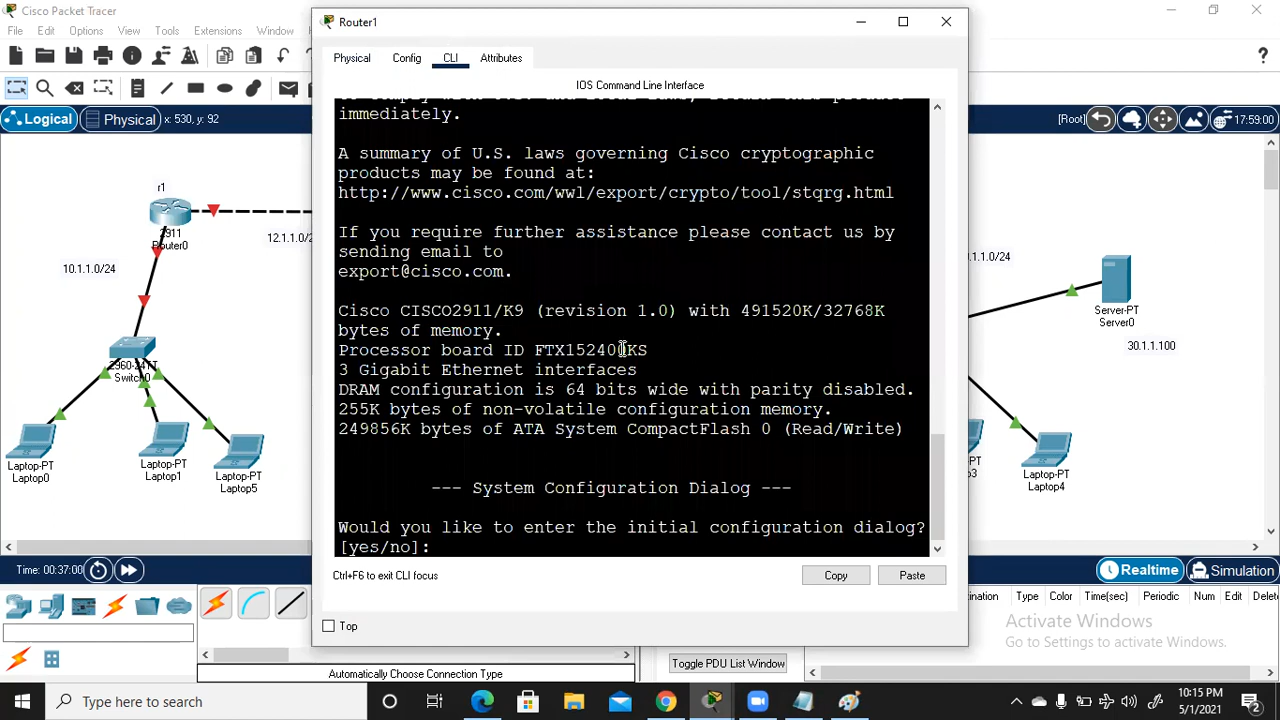 Cisco Packet Tracer
File Edit Options View Tools Extensions Window
Logical Physical x: 530, y: 92
[Root] 17:59:00
Router1
Physical Config CLI Attributes
IOS Command Line Interface
immediately.
A summary of U.S. laws governing Cisco cryptographic
products may be found at:
http://www.cisco.com/wwl/export/crypto/tool/stqrg.html
If you require further assistance please contact us by
sending email to
export@cisco.com.
Cisco CISCO2911/K9 (revision 1.0) with 491520K/32768K
bytes of memory.
Processor board ID FTX152400KS
3 Gigabit Ethernet interfaces
DRAM configuration is 64 bits wide with parity disabled.
255K bytes of non-volatile configuration memory.
249856K bytes of ATA System CompactFlash 0 (Read/Write)
--- System Configuration Dialog ---
Would you like to enter the initial configuration dialog?
[yes/no]:
Ctrl+F6 to exit CLI focus
Copy Paste
Top
r1
2911
Router0
12.1.1.0/
10.1.1.0/24
2960-24TT
Switch0
Laptop-PT
Laptop0
Laptop-PT
Laptop1
Laptop-PT
Laptop5
.0/24
Server-PT
Server0
30.1.1.100
PT
p3
Laptop-PT
Laptop4
Time: 00:37:00
Realtime Simulation
tination Type Color Time(sec) Periodic Num Edit Delete
Activate Windows
Go to Settings to activate Windows.
Automatically Choose Connection Type
Toggle PDU List Window
Type here to search
10:15 PM
5/1/2021
2